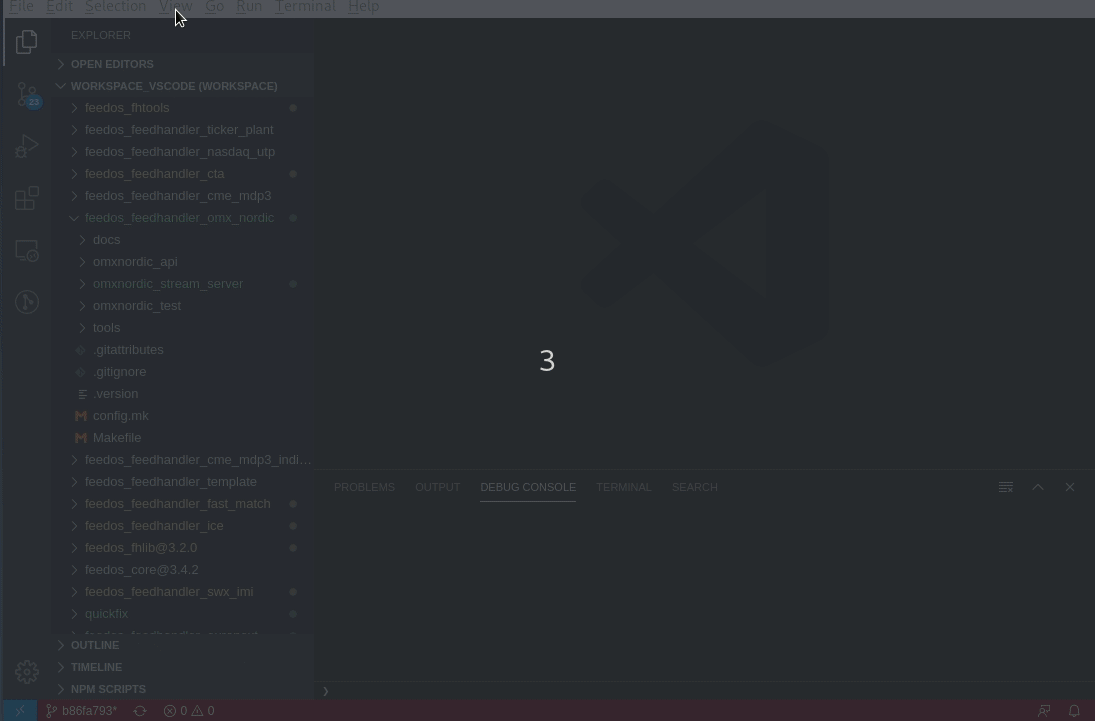 File Edit Selection View Go Run Terminal Help
EXPLORER
OPEN EDITORS
WORKSPACE_VSCODE (WORKSPACE)
23
feedos_fhtools
feedos_feedhandler_ticker_plant
feedos_feedhandler_nasdaq_utp
feedos_feedhandler_cta
feedos_feedhandler_cme_mdp3
feedos_feedhandler_omx_nordic
docs
omxnordic_api
omxnordic_stream_server
omxnordic_test
tools
.gitattributes
.gitignore
.version
config.mk
Makefile
feedos_feedhandler_cme_mdp3_indi...
feedos_feedhandler_template
feedos_feedhandler_fast_match
feedos_feedhandler_ice
feedos_fhlib@3.2.0
feedos_core@3.4.2
feedos_feedhandler_swx_imi
quickfix
OUTLINE
TIMELINE
NPM SCRIPTS
3
PROBLEMS OUTPUT DEBUG CONSOLE TERMINAL SEARCH
b86fa793* 0 0